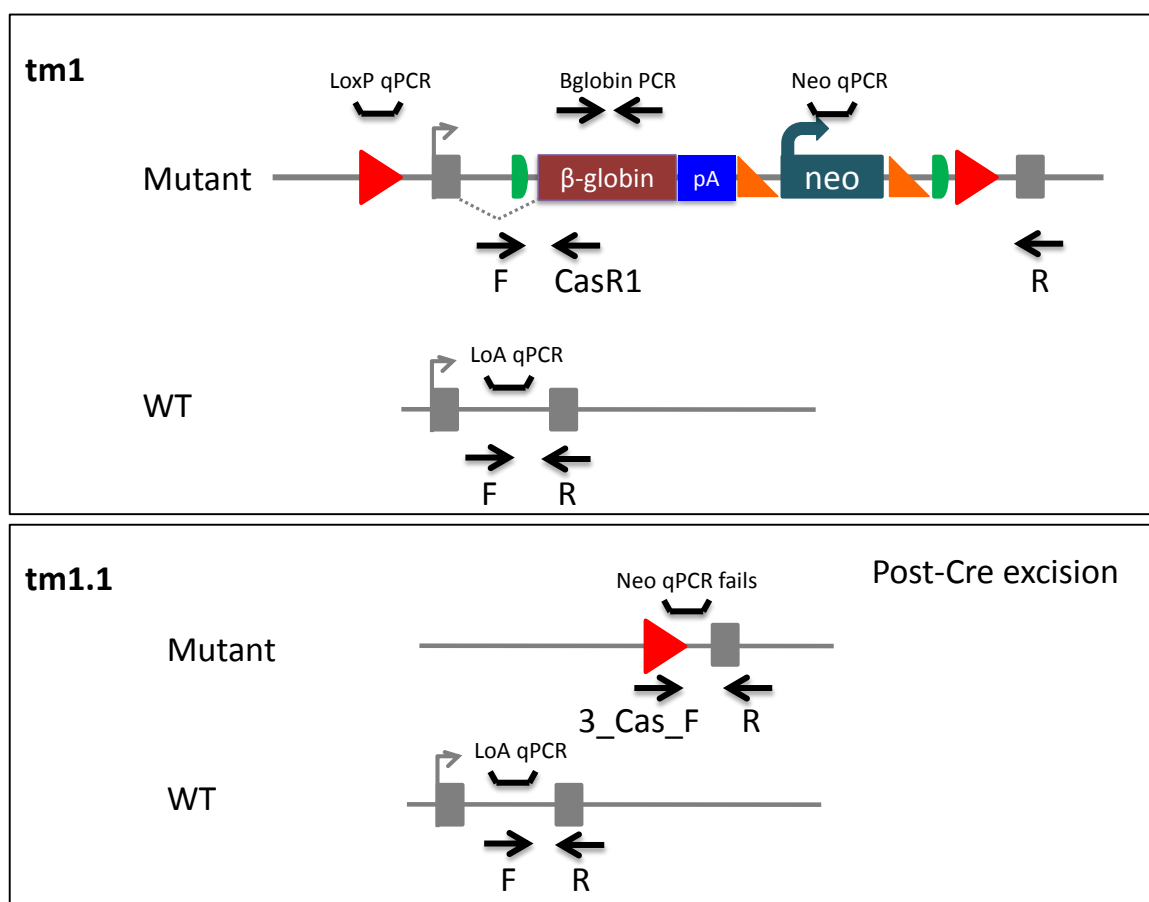 tm1
LoxP qPCR
Bglobin PCR
Neo qPCR
Mutant
β-globin
pA
neo
F
CasR1
R
LoA qPCR
WT
F
R
tm1.1
Post-Cre excision
Neo qPCR fails
Mutant
3_Cas_F
R
LoA qPCR
WT
F
R